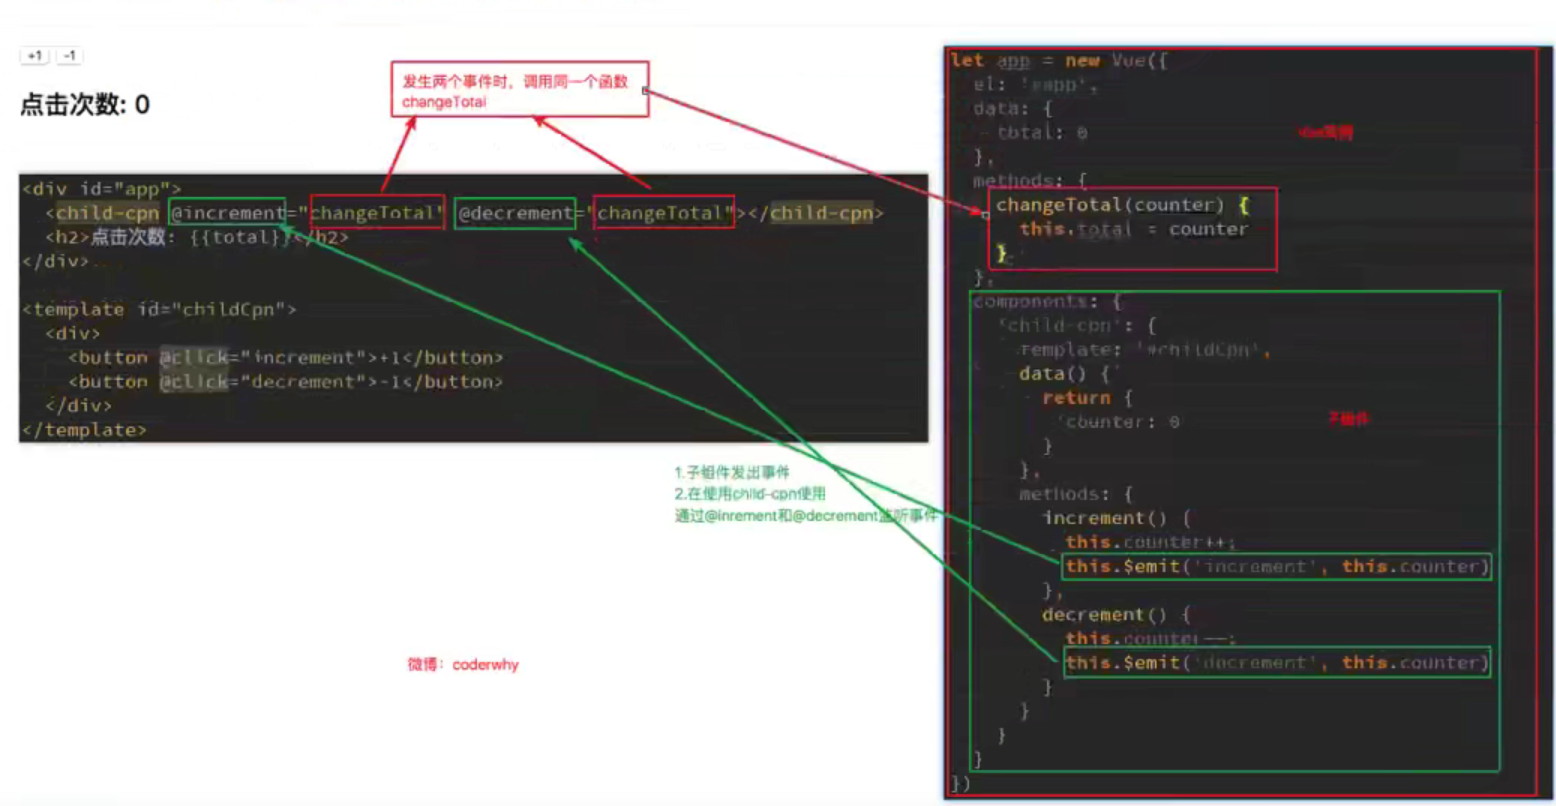 +1 -1
点击次数: 0
发生两个事件时，调用同一个函数
changeTotal
<div id="app">
<child-cpn @increment="changeTotal" @decrement="changeTotal"></child-cpn>
<h2>点击次数: {{total}}</h2>
</div>
<template id="childCpn">
<div>
<button @click="increment">+1</button>
<button @click="decrement">-1</button>
</div>
</template>
1.子组件发出事件
2.在使用child-cpn使用
通过@inrement和@decrement监听事件
微博：coderwhy
let app = new Vue({
el: '#app',
data: {
total: 0
},
methods: {
changeTotal(counter) {
this.total = counter
}
},
components: {
'child-cpn': {
template: '#childCpn',
data() {
return {
counter: 0
}
},
methods: {
increment() {
this.counter++;
this.$emit('increment', this.counter)
},
decrement() {
this.counter--;
this.$emit('decrement', this.counter)
}
}
}
}
})
子组件